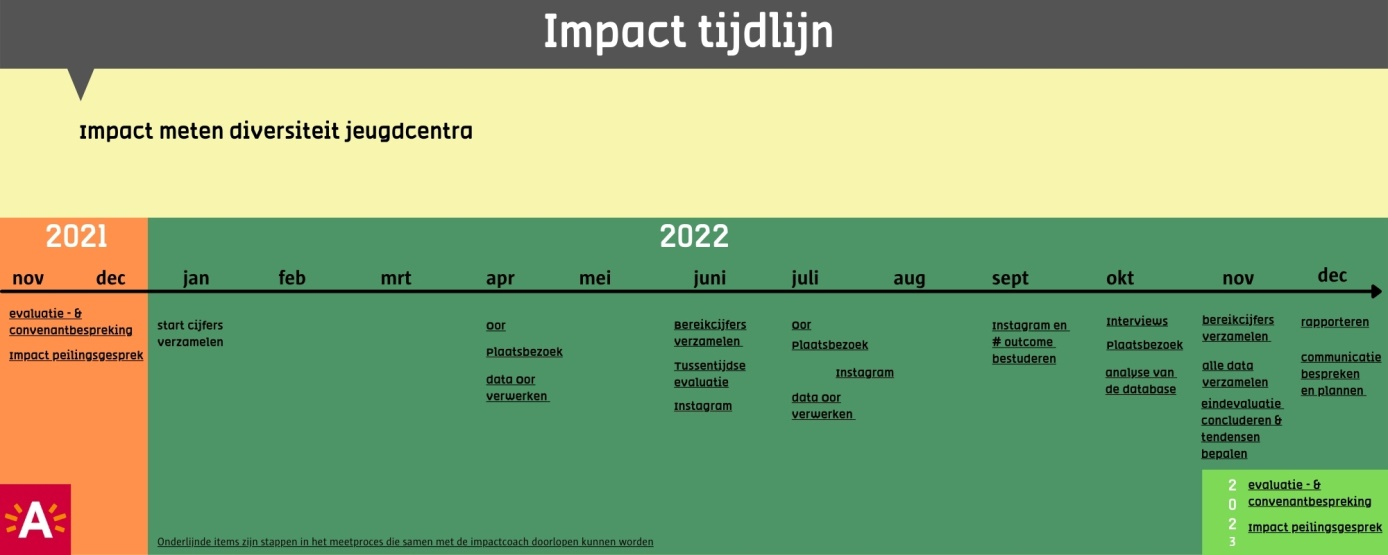 Impact tijdlijn
Impact meten diversiteit jeugdcentra
2021
2022
nov
dec
jan
feb
mrt
apr
mei
juni
juli
aug
sept
okt
nov
dec
evaluatie - &
convenantbespreking
Impact peilingsgesprek
start cijfers
verzamelen
Oor
Plaatsbezoek
data Oor
verwerken
Bereikcijfers
verzamelen
Tussentijdse
evaluatie
Instagram
Oor
Plaatsbezoek
Instagram
data Oor
verwerken
Instagram en
# outcome
bestuderen
Interviews
Plaatsbezoek
analyse van
de database
bereikcijfers
verzamelen
alle data
verzamelen
eindevaluatie
concluderen &
tendensen
bepalen
rapporteren
communicatie
bespreken
en plannen
2
0
2
3
evaluatie - &
convenantbespreking
Impact peilingsgesprek
A
Onderlijnde items zijn stappen in het meetproces die samen met de impactcoach doorlopen kunnen worden